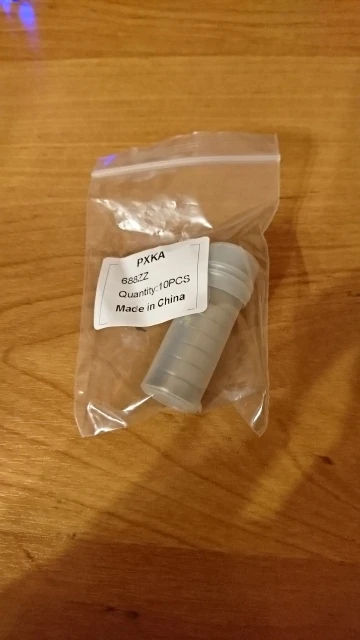 PXKA
688ZZ
Quantity:10PCS
Made in China